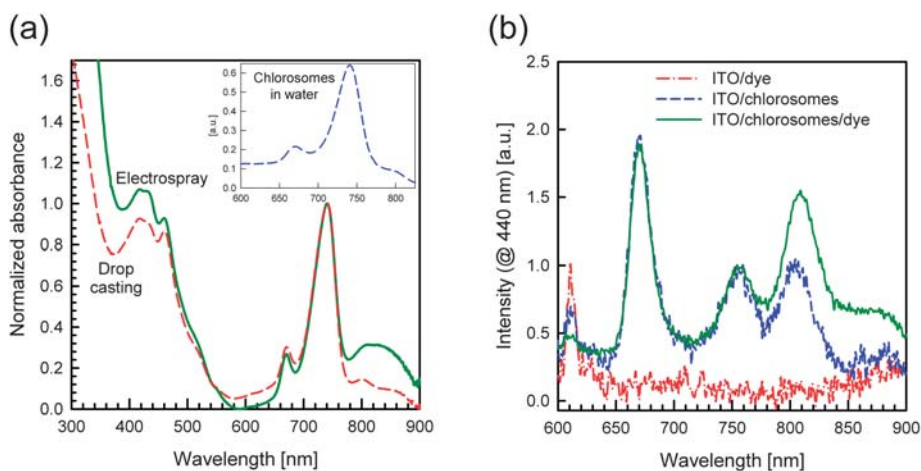 (a)
Normalized absorbance
1.6
1.4
1.2
1.0
0.8
0.6
0.4
0.2
0.0
300 400 500 600 700 800 900
Wavelength [nm]
Electrospray
Drop
casting
Chlorosomes
in water
[a.u.]
0.6
0.5
0.4
0.3
0.2
0.1
0.0
600 650 700 750 800
(b)
Intensity (@ 440 nm) [a.u.]
2.5
2.0
1.5
1.0
0.5
0.0
600 650 700 750 800 850 900
Wavelength [nm]
ITO/dye
ITO/chlorosomes
ITO/chlorosomes/dye